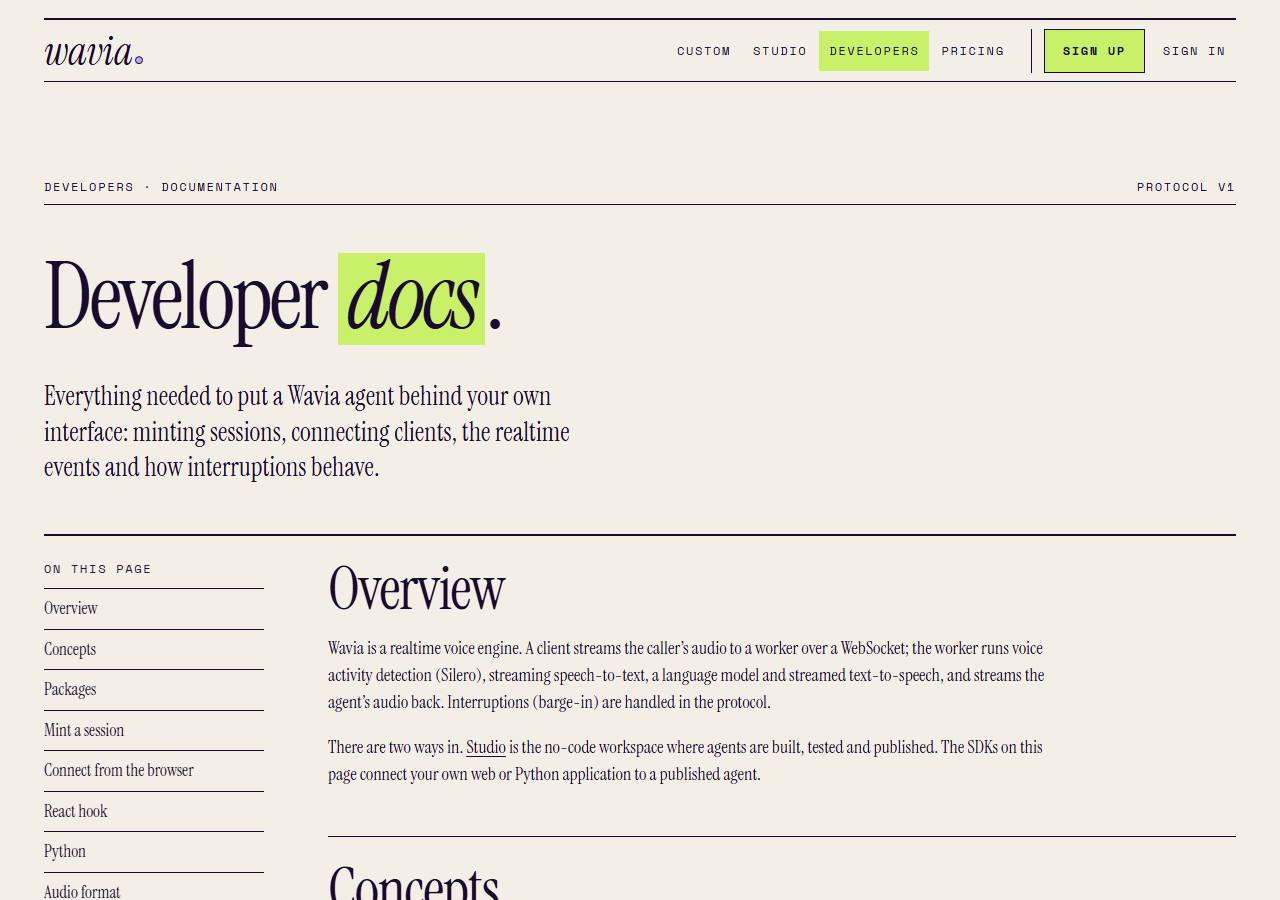 wavia.
CUSTOM STUDIO DEVELOPERS PRICING SIGN UP SIGN IN
DEVELOPERS · DOCUMENTATION PROTOCOL V1
Developer docs.
Everything needed to put a Wavia agent behind your own
interface: minting sessions, connecting clients, the realtime
events and how interruptions behave.
ON THIS PAGE
Overview
Concepts
Packages
Mint a session
Connect from the browser
React hook
Python
Audio format
Overview
Wavia is a realtime voice engine. A client streams the caller’s audio to a worker over a WebSocket; the worker runs voice
activity detection (Silero), streaming speech-to-text, a language model and streamed text-to-speech, and streams the
agent’s audio back. Interruptions (barge-in) are handled in the protocol.
There are two ways in. Studio is the no-code workspace where agents are built, tested and published. The SDKs on this
page connect your own web or Python application to a published agent.
Concepts